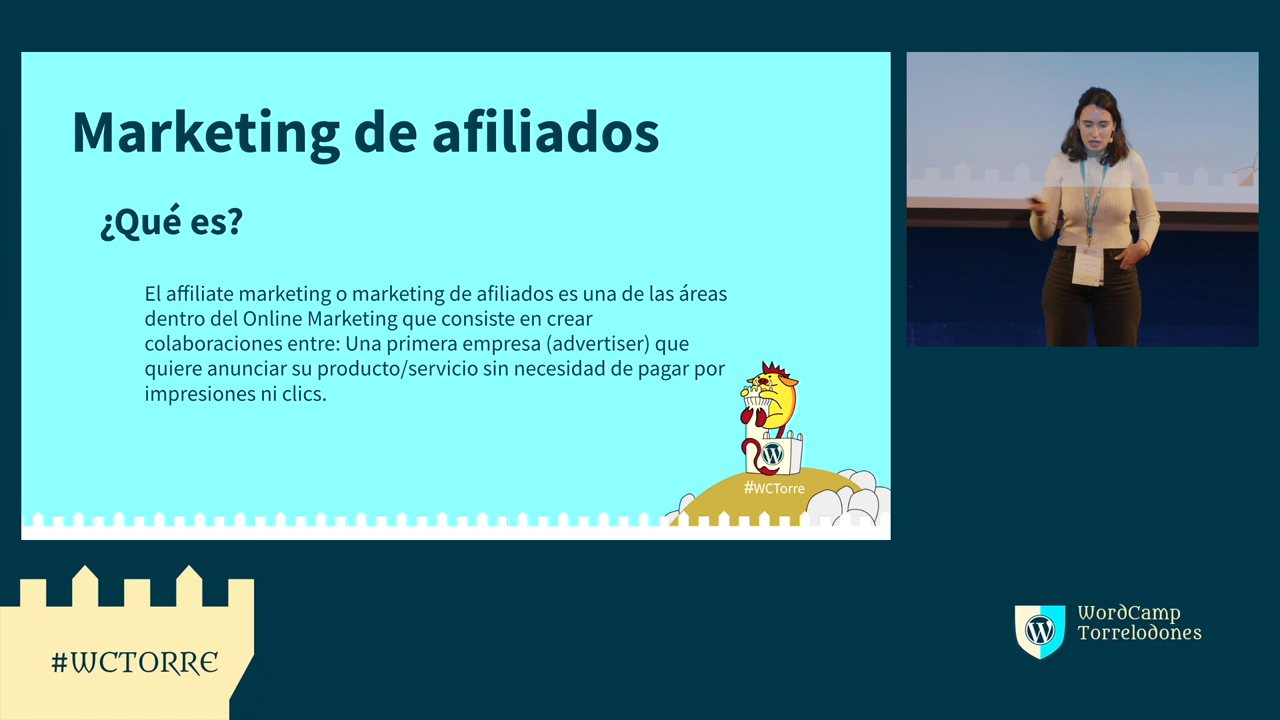 Marketing de afiliados
¿Qué es?
El affiliate marketing o marketing de afiliados es una de las áreas
dentro del Online Marketing que consiste en crear
colaboraciones entre: Una primera empresa (advertiser) que
quiere anunciar su producto/servicio sin necesidad de pagar por
impresiones ni clics.
#WCTorre
#WCTORRE
WordCamp
Torrelodones